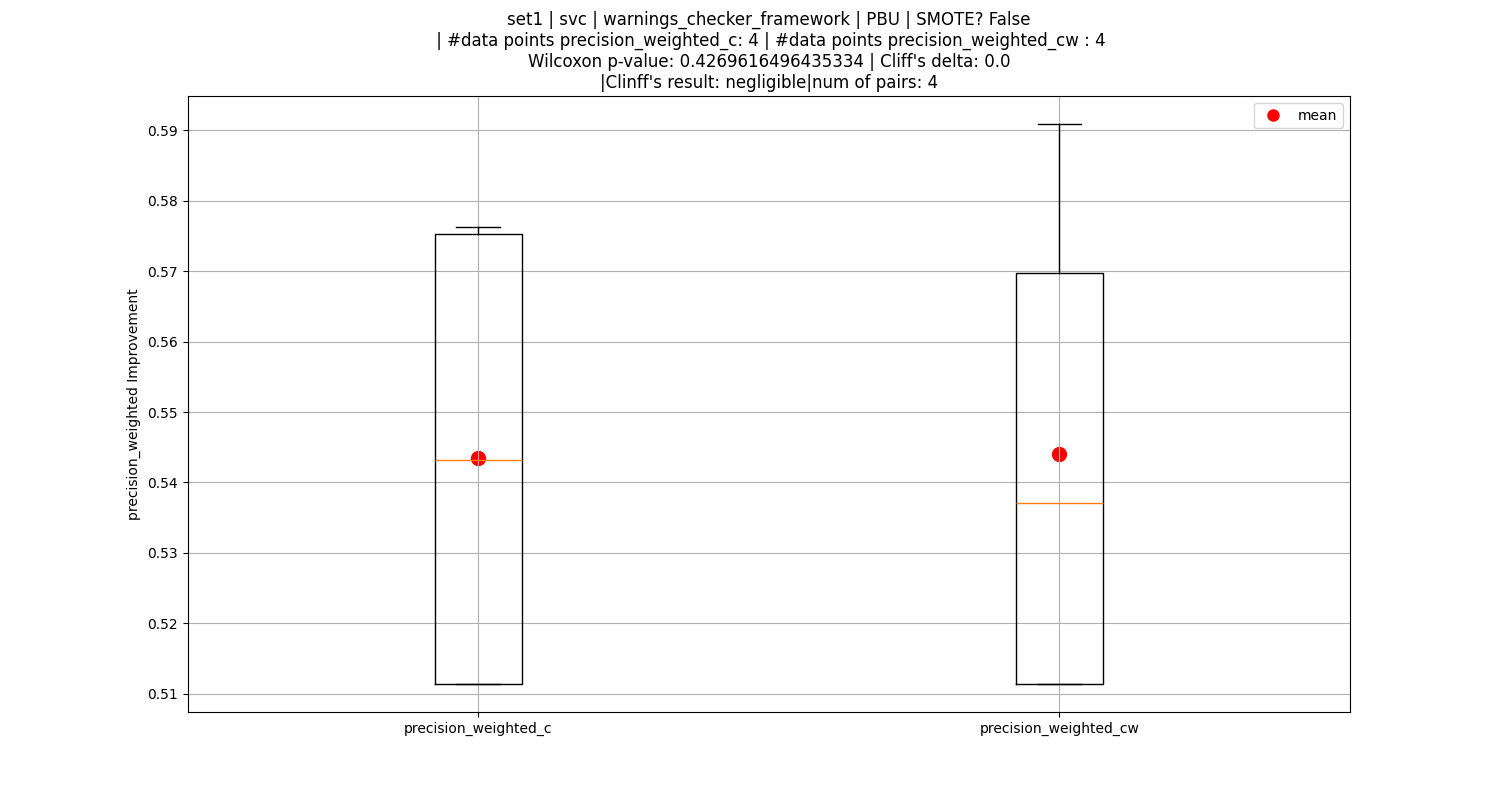 set1 | svc | warnings_checker_framework | PBU | SMOTE? False
| #data points precision_weighted_c: 4 | #data points precision_weighted_cw : 4
Wilcoxon p-value: 0.4269616496435334 | Cliff's delta: 0.0
|Clinff's result: negligible|num of pairs: 4
mean
0.59
0.58
0.57
0.56
0.55
0.54
0.53
0.52
0.51
precision_weighted Improvement
precision_weighted_c
precision_weighted_cw